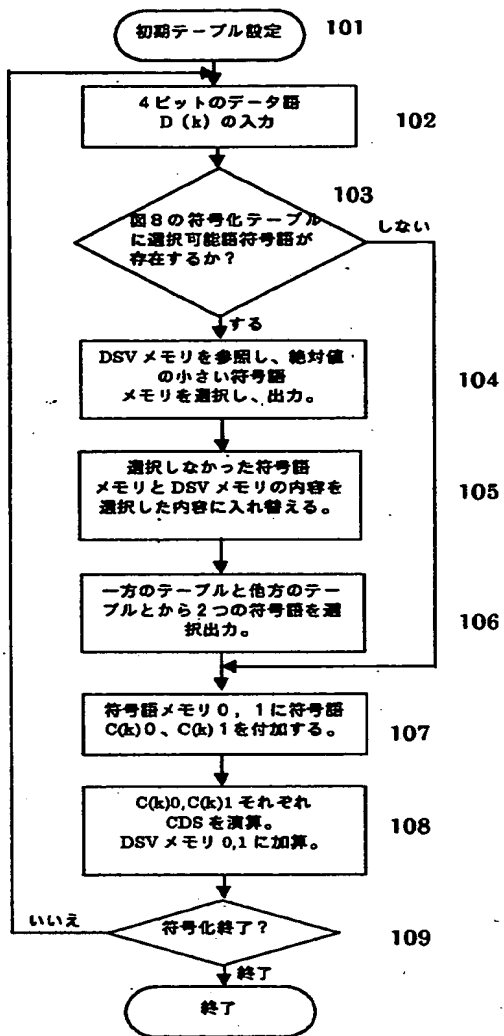 初期テーブル設定
101
4ビットのデータ語
D(k)の入力
102
103
図8の符号化テーブル
に選択可能語符号語が
存在するか?
しない
する
DSVメモリを参照し、絶対値
の小さい符号語
メモリを選択し、出力。
104
選択しなかった符号語
メモリとDSVメモリの内容を
選択した内容に入れ替える。
105
一方のテーブルと他方のテー
ブルとから2つの符号語を選
択出力。
106
符号語メモリ0,1に符号語
C(k)0、C(k)1を付加する。
107
C(k)0,C(k)1それぞれ
CDSを演算。
DSVメモリ0,1に加算。
108
いいえ
符号化終了?
109
終了
終了